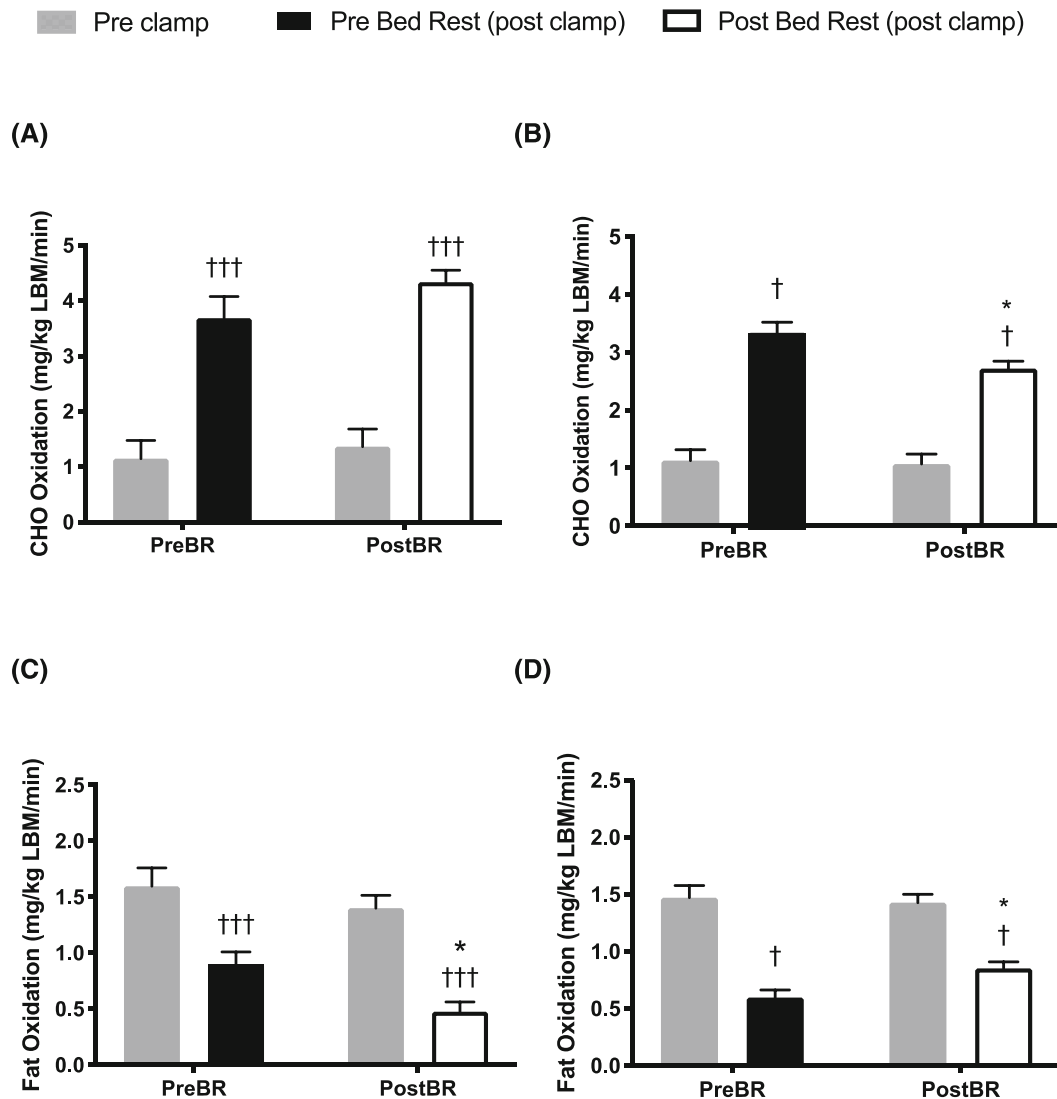 Pre clamp Pre Bed Rest (post clamp) Post Bed Rest (post clamp)
(A)
CHO Oxidation (mg/kg LBM/min)
5
4
3
2
1
0
†††
†††
PreBR PostBR
(B)
CHO Oxidation (mg/kg LBM/min)
5
4
3
2
1
0
†
*
†
PreBR PostBR
(C)
Fat Oxidation (mg/kg LBM/min)
2.5
2.0
1.5
1.0
0.5
0.0
†††
*
†††
PreBR PostBR
(D)
Fat Oxidation (mg/kg LBM/min)
2.5
2.0
1.5
1.0
0.5
0.0
†
*
†
PreBR PostBR